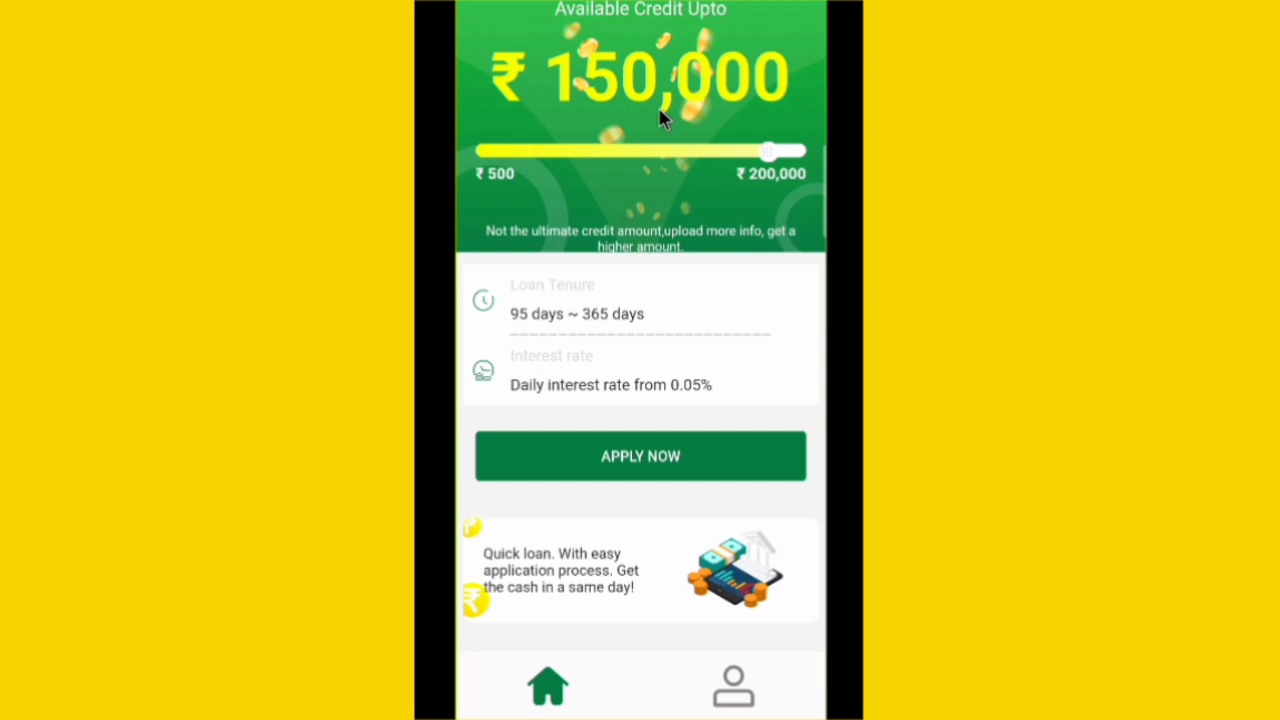 Available Credit Upto
₹ 150,000
₹ 500
₹ 200,000
Not the ultimate credit amount,upload more info, get a
higher amount.
Loan Tenure
95 days ~ 365 days
Interest rate
Daily interest rate from 0.05%
APPLY NOW
Quick loan. With easy
application process. Get
the cash in a same day!
₹
₹